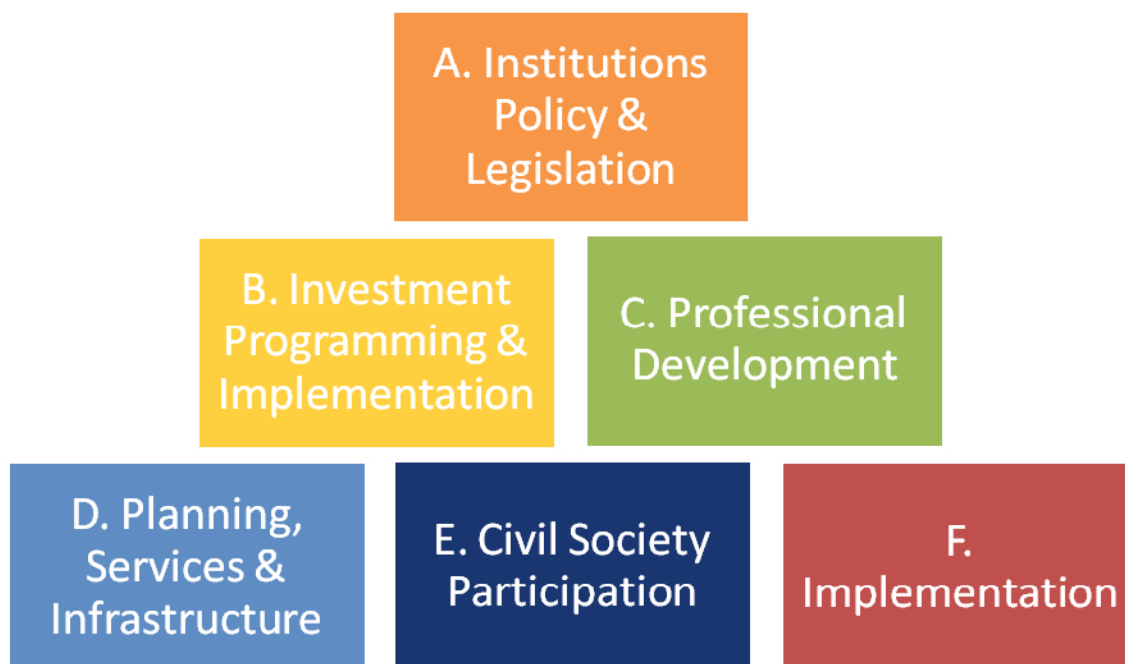 A. Institutions
Policy &
Legislation
B. Investment
Programming &
Implementation
C. Professional
Development
D. Planning,
Services &
Infrastructure
E. Civil Society
Participation
F.
Implementation